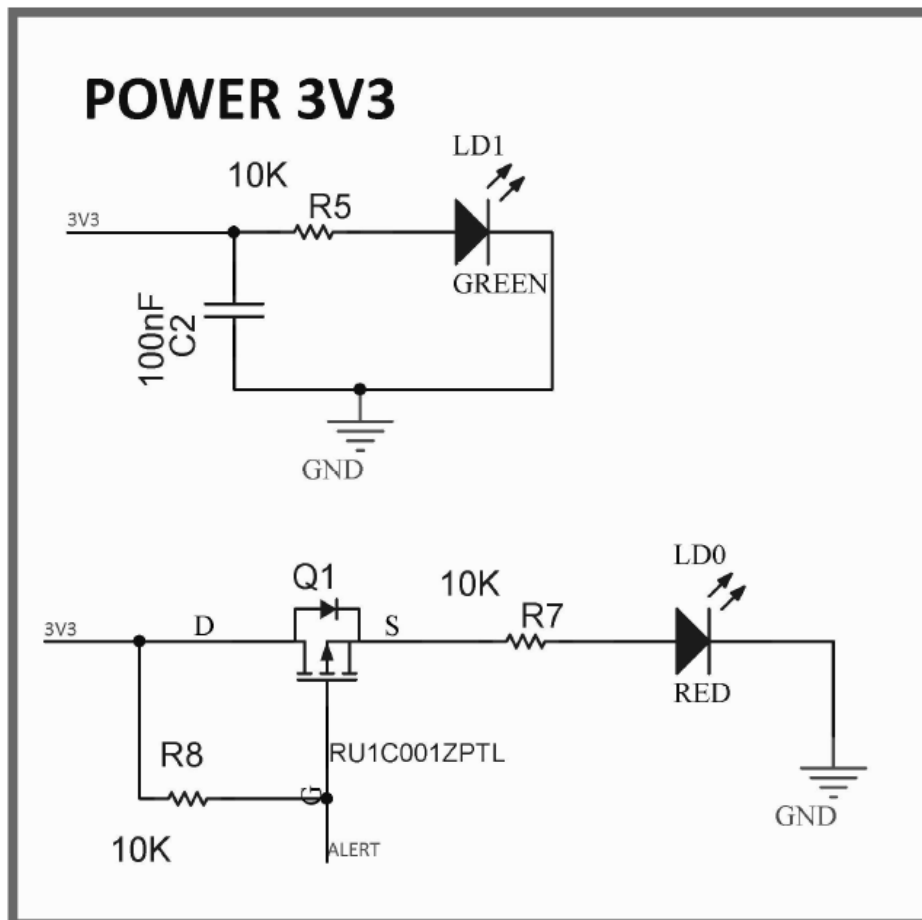 POWER 3V3
LD1
10K
R5
3V3
GREEN
100nF
C2
GND
LD0
Q1
10K
R7
3V3
D
S
RED
R8
RU1C001ZPTL
G
GND
10K
ALERT